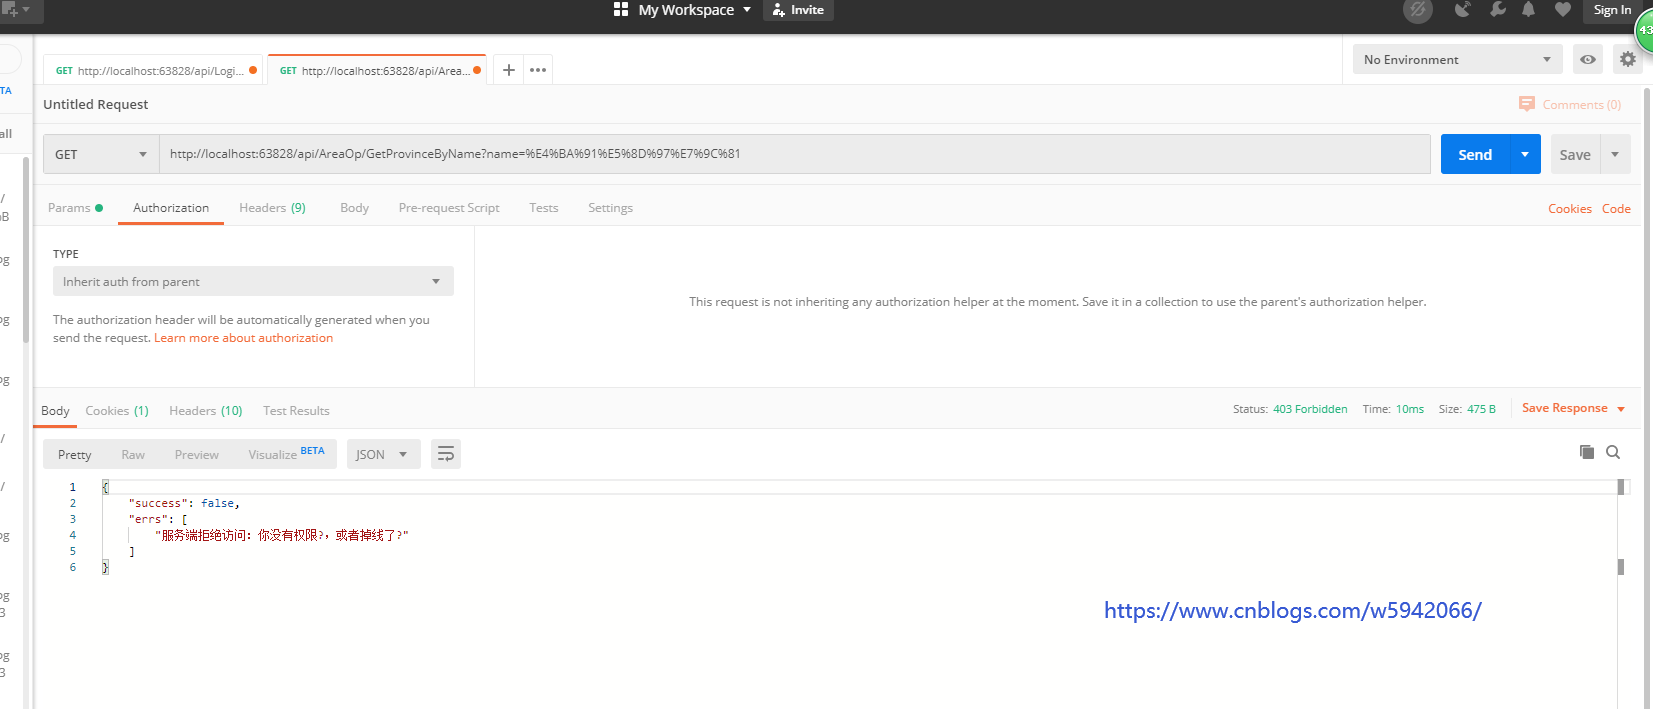 My Workspace
Invite
Sign In
43
GET http://localhost:63828/api/Logi...
GET http://localhost:63828/api/Area...
No Environment
TA
Untitled Request
Comments (0)
all
GET
http://localhost:63828/api/AreaOp/GetProvinceByName?name=%E4%BA%91%E5%8D%97%E7%9C%81
Send
Save
Params
Authorization
Headers (9)
Body
Pre-request Script
Tests
Settings
Cookies
Code
TYPE
Inherit auth from parent
The authorization header will be automatically generated when you
send the request. Learn more about authorization
This request is not inheriting any authorization helper at the moment. Save it in a collection to use the parent's authorization helper.
Body
Cookies (1)
Headers (10)
Test Results
Status: 403 Forbidden
Time: 10ms
Size: 475 B
Save Response
Pretty
Raw
Preview
Visualize BETA
JSON
1 {
2 "success": false,
3 "errs": [
4 "服务端拒绝访问：你没有权限?，或者掉线了?"
5 ]
6 }
https://www.cnblogs.com/w5942066/